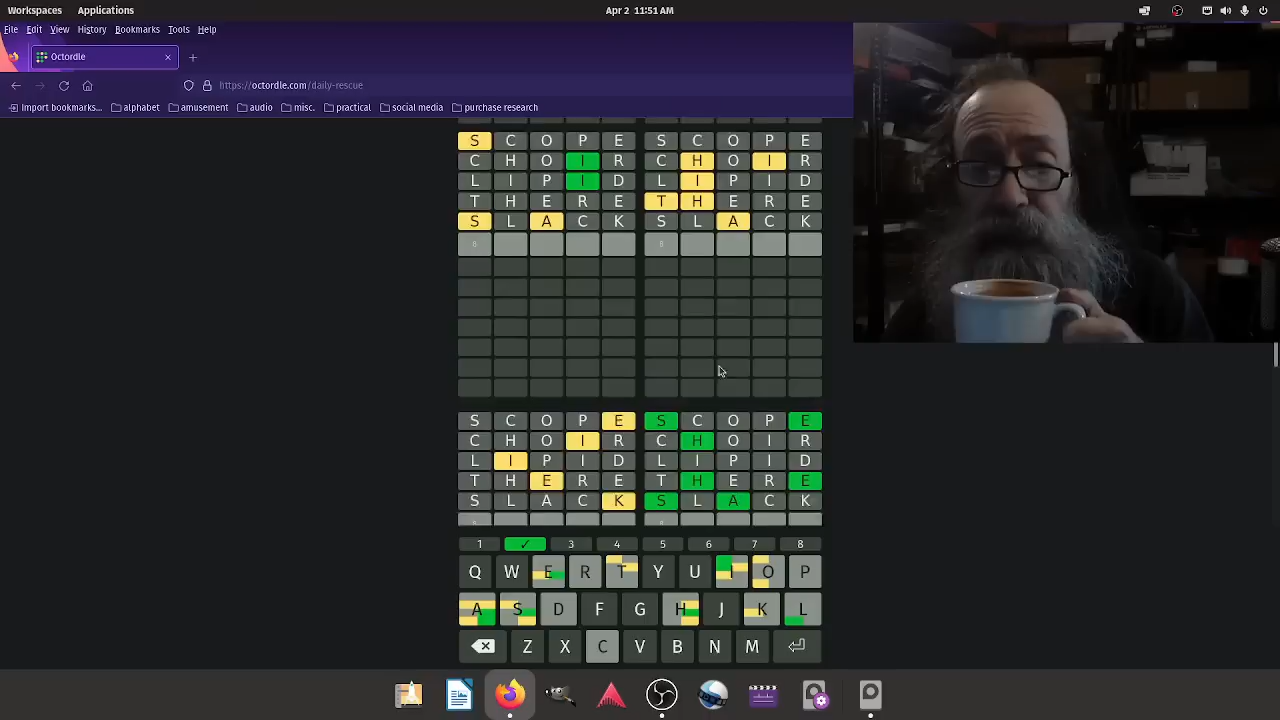 Workspaces Applications Apr 2 11:51 AM
File Edit View History Bookmarks Tools Help
Octordle
https://octordle.com/daily-rescue
Import bookmarks... alphabet amusement audio misc. practical social media purchase research
S C O P E S C O P E
C H O I R C H O I R
L I P I D L I P I D
T H E R E T H E R E
S L A C K S L A C K
8 8
S C O P E S C O P E
C H O I R C H O I R
L I P I D L I P I D
T H E R E T H E R E
S L A C K S L A C K
1 ✓ 3 4 5 6 7 8
Q W E R T Y U I O P
A S D F G H J K L
Z X C V B N M